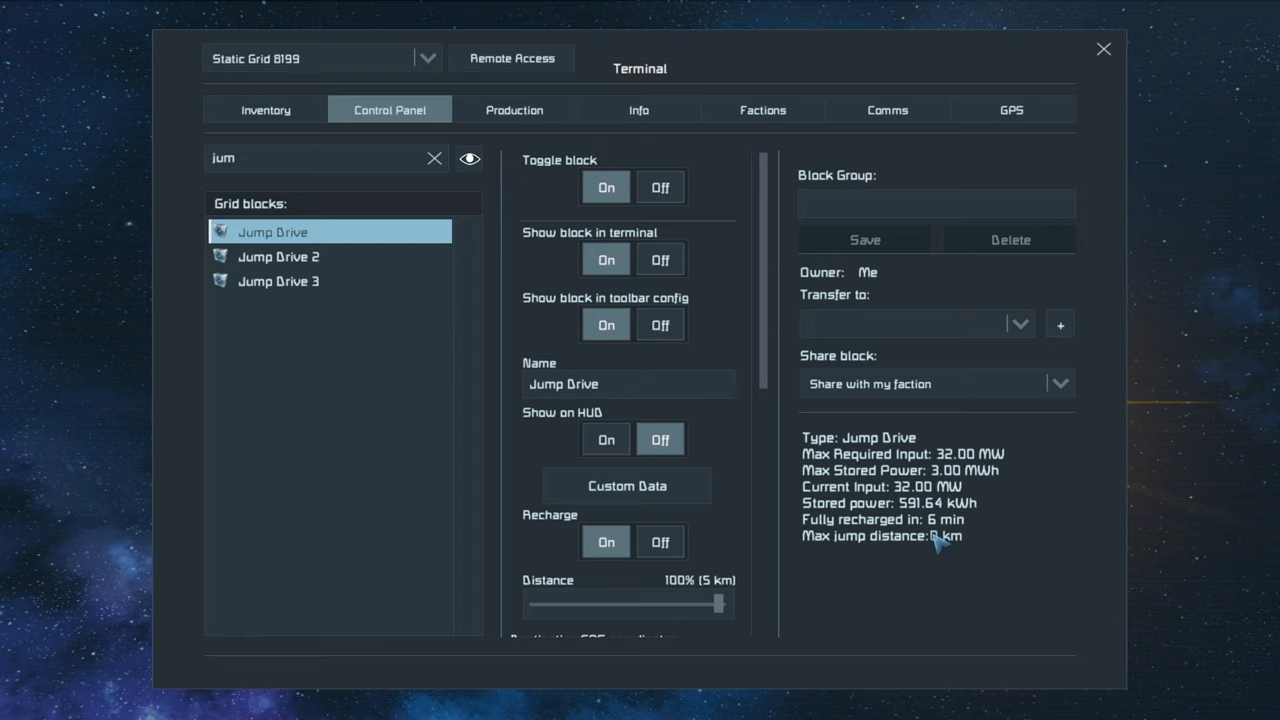 Static Grid 8199
Remote Access
Terminal
Inventory
Control Panel
Production
Info
Factions
Comms
GPS
jum
Grid blocks:
Jump Drive
Jump Drive 2
Jump Drive 3
Toggle block
On
Off
Show block in terminal
On
Off
Show block in toolbar config
On
Off
Name
Jump Drive
Show on HUD
On
Off
Custom Data
Recharge
On
Off
Distance
100% (5 km)
Block Group:
Save
Delete
Owner: Me
Transfer to:
+
Share block:
Share with my faction
Type: Jump Drive
Max Required Input: 32.00 MW
Max Stored Power: 3.00 MWh
Current Input: 32.00 MW
Stored power: 591.64 kWh
Fully recharged in: 6 min
Max jump distance: km